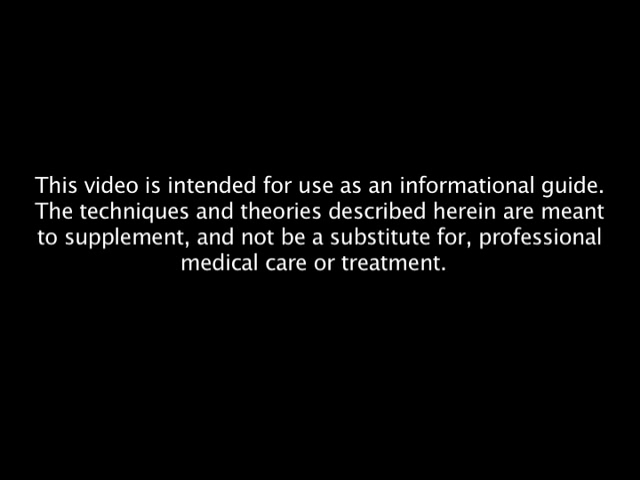 This video is intended for use as an informational guide.
The techniques and theories described herein are meant
to supplement, and not be a substitute for, professional
medical care or treatment.